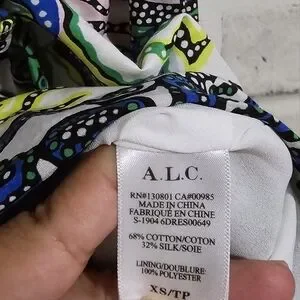 A.L.C.
RN#130801 CA#00985
MADE IN CHINA
FABRIQUÉ EN CHINE
S-1904 6DRES00649
68% COTTON/COTON
32% SILK/SOIE
LINING/DOUBLURE:
100% POLYESTER
XS/TP